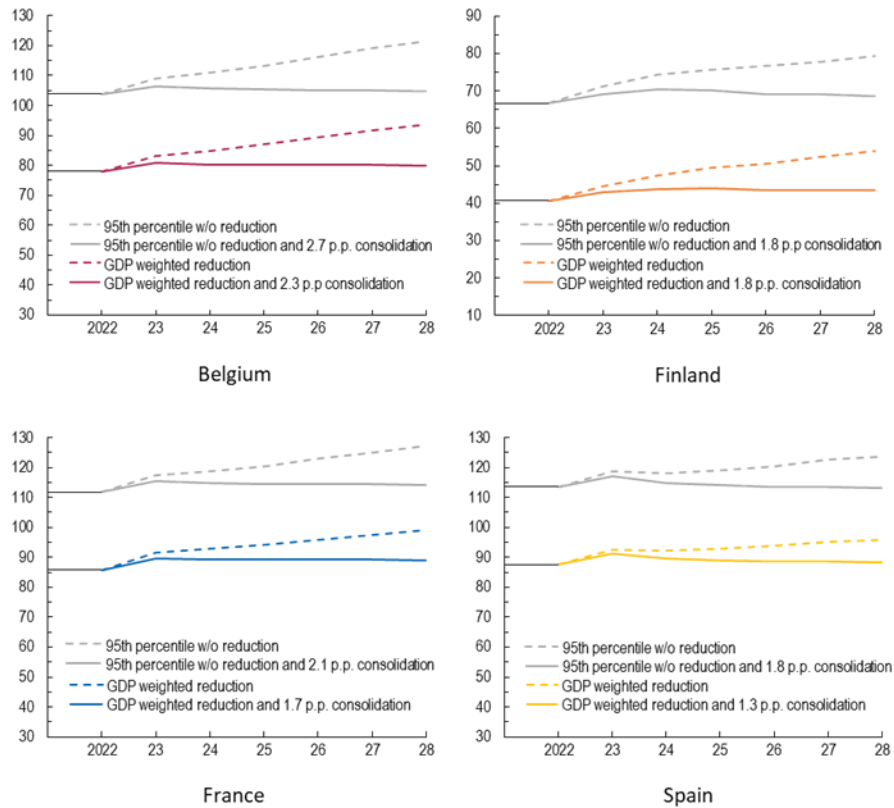 130
120
110
100
90
80
70
60
50
40
30
95th percentile w/o reduction
95th percentile w/o reduction and 2.7 p.p. consolidation
GDP weighted reduction
GDP weighted reduction and 2.3 p.p consolidation
2022 23 24 25 26 27 28
Belgium
90
80
70
60
50
40
30
20
10
95th percentile w/o reduction
95th percentile w/o reduction and 1.8 p.p consolidation
GDP weighted reduction
GDP weighted reduction and 1.8 p.p. consolidation
2022 23 24 25 26 27 28
Finland
130
120
110
100
90
80
70
60
50
40
30
95th percentile w/o reduction
95th percentile w/o reduction and 2.1 p.p. consolidation
GDP weighted reduction
GDP weighted reduction and 1.7 p.p. consolidation
2022 23 24 25 26 27 28
France
130
120
110
100
90
80
70
60
50
40
30
95th percentile w/o reduction
95th percentile w/o reduction and 1.8 p.p. consolidation
GDP weighted reduction
GDP weighted reduction and 1.3 p.p. consolidation
2022 23 24 25 26 27 28
Spain